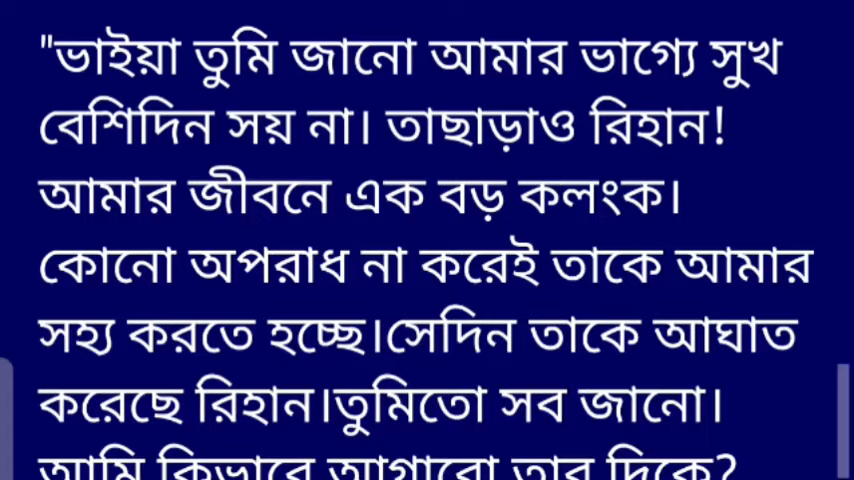 "ভাইয়া তুমি জানো আমার ভাগ্যে সুখ
বেশিদিন সয় না। তাছাড়াও রিহান!
আমার জীবনে এক বড় কলংক।
কোনো অপরাধ না করেই তাকে আমার
সহ্য করতে হচ্ছে।সেদিন তাকে আঘাত
করেছে রিহান।তুমিতো সব জানো।
আমি কিভাবে আগাবো তার দিকে?